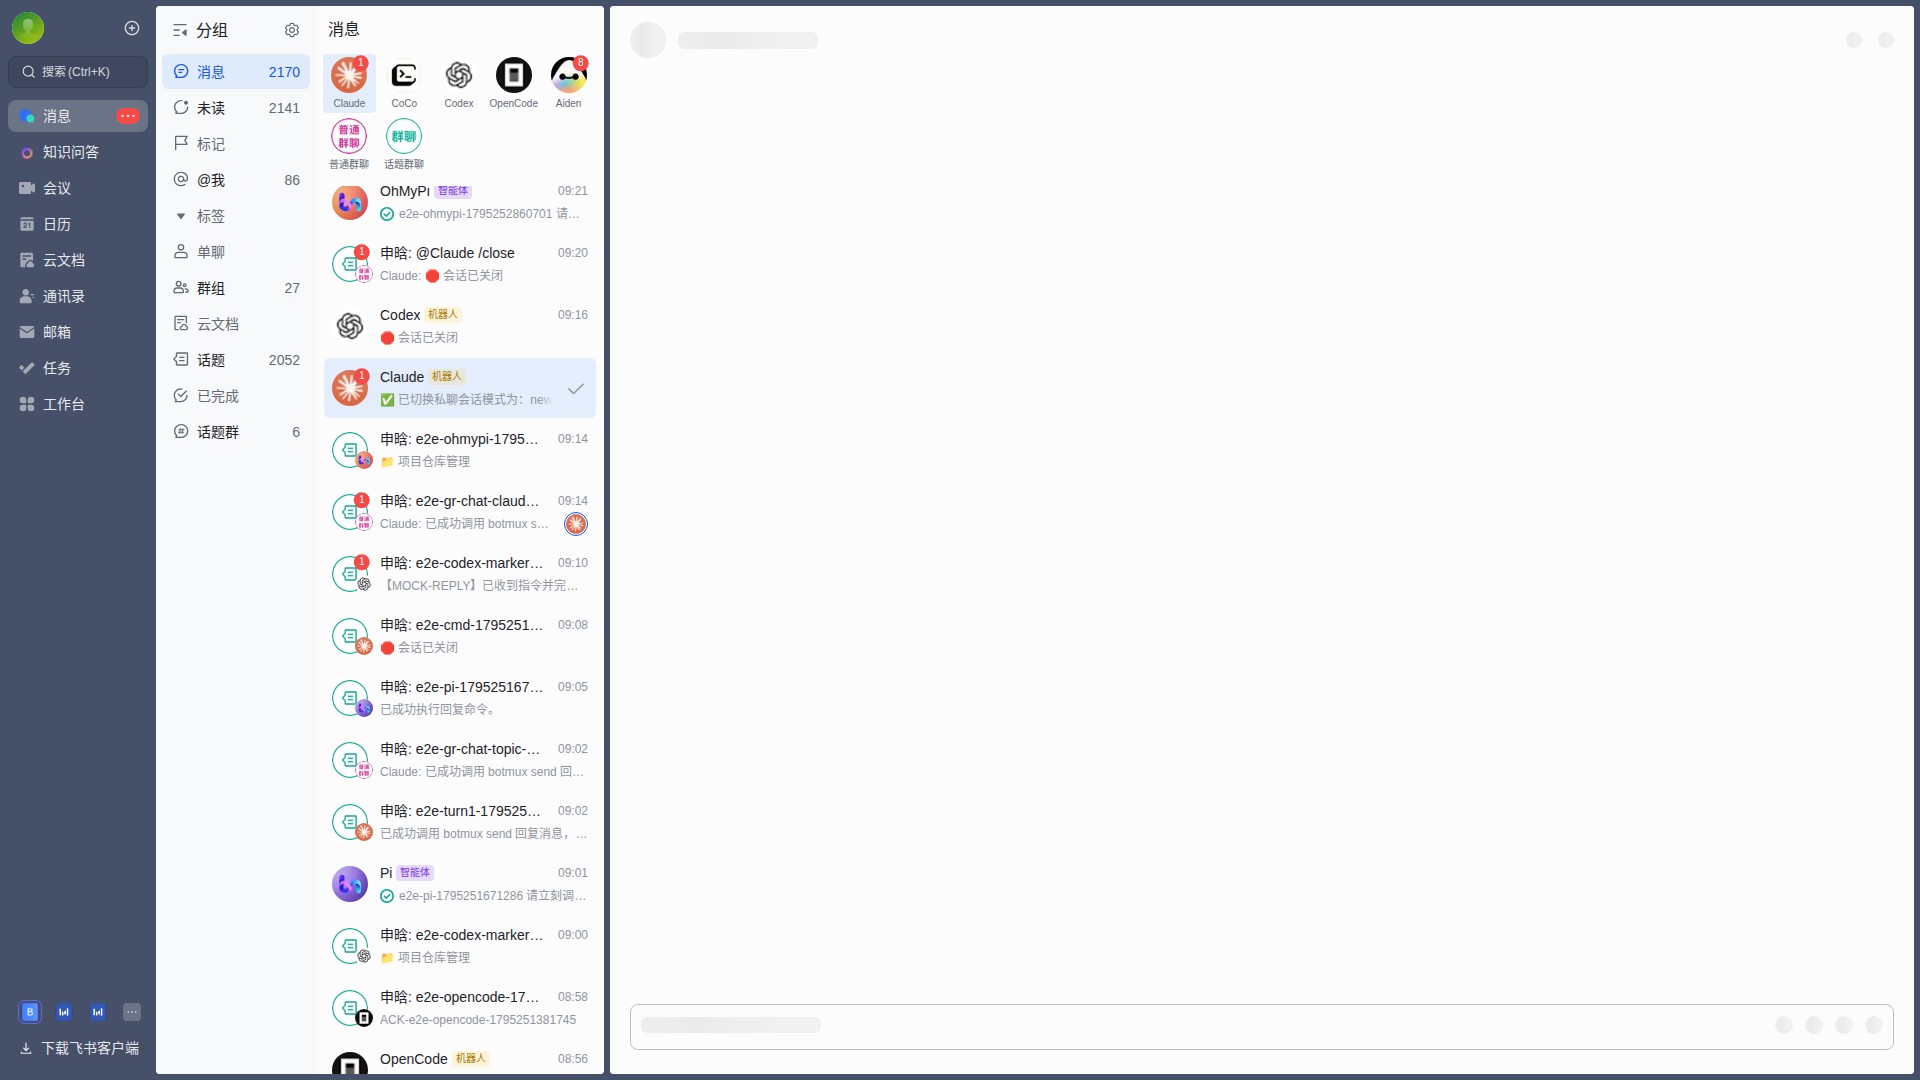 搜索 (Ctrl+K)
消息
知识问答
会议
日历
云文档
通讯录
邮箱
任务
工作台
下载飞书客户端
分组
消息 2170
未读 2141
标记
@我 86
标签
单聊
群组 27
云文档
话题 2052
已完成
话题群 6
消息
1
8
Claude CoCo Codex OpenCode Aiden
普通群聊 群聊
普通群聊 话题群聊
OhMyPi 智能体 09:21
e2e-ohmypi-1795252860701 请…
1
申晗: @Claude /close 09:20
Claude: 🛑 会话已关闭
Codex 机器人 09:16
🛑 会话已关闭
1
Claude 机器人
✅ 已切换私聊会话模式为：new
申晗: e2e-ohmypi-1795… 09:14
📁 项目仓库管理
1
申晗: e2e-gr-chat-claud… 09:14
Claude: 已成功调用 botmux s…
1
申晗: e2e-codex-marker… 09:10
【MOCK-REPLY】已收到指令并完…
申晗: e2e-cmd-1795251… 09:08
🛑 会话已关闭
申晗: e2e-pi-179525167… 09:05
已成功执行回复命令。
申晗: e2e-gr-chat-topic-… 09:02
Claude: 已成功调用 botmux send 回…
申晗: e2e-turn1-179525… 09:02
已成功调用 botmux send 回复消息，…
Pi 智能体 09:01
e2e-pi-1795251671286 请立刻调…
申晗: e2e-codex-marker… 09:00
📁 项目仓库管理
申晗: e2e-opencode-17… 08:58
ACK-e2e-opencode-1795251381745
OpenCode 机器人 08:56